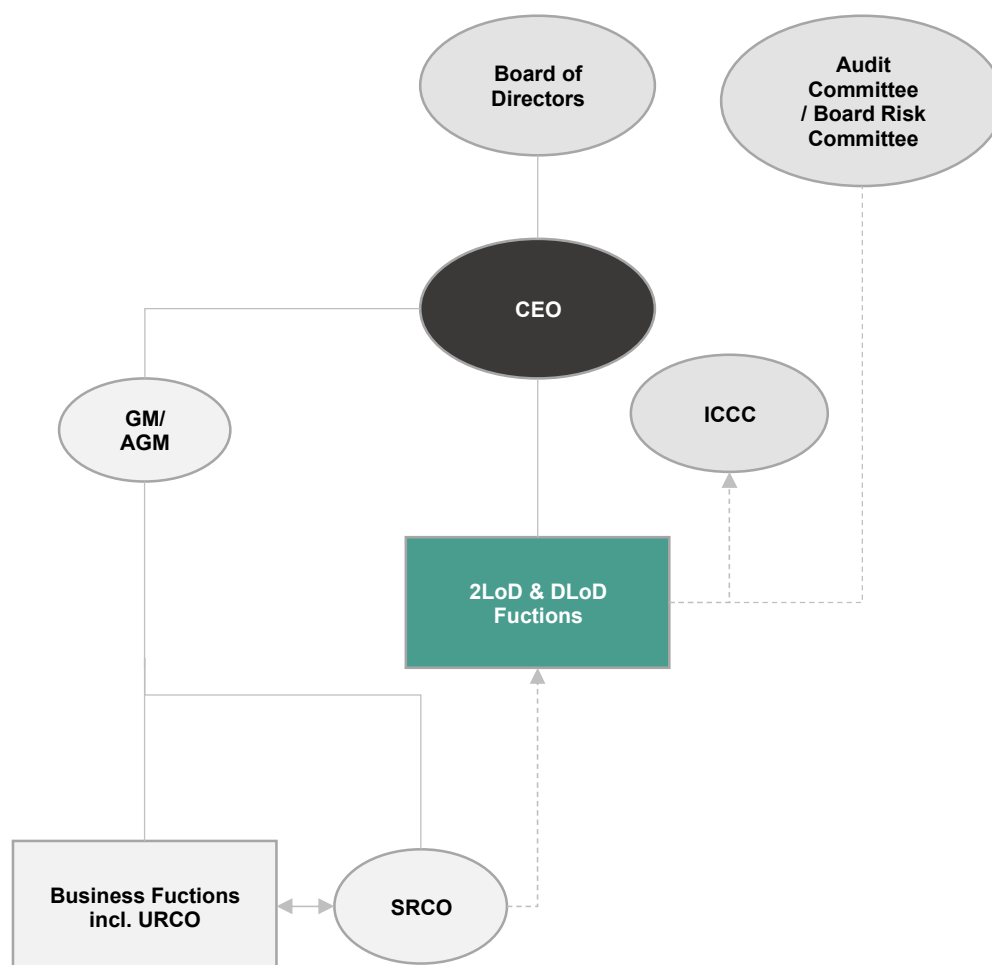 Board of
Directors
Audit
Committee
/ Board Risk
Committee
CEO
GM/
AGM
ICCC
2LoD & DLoD
Fuctions
Business Fuctions
incl. URCO
SRCO